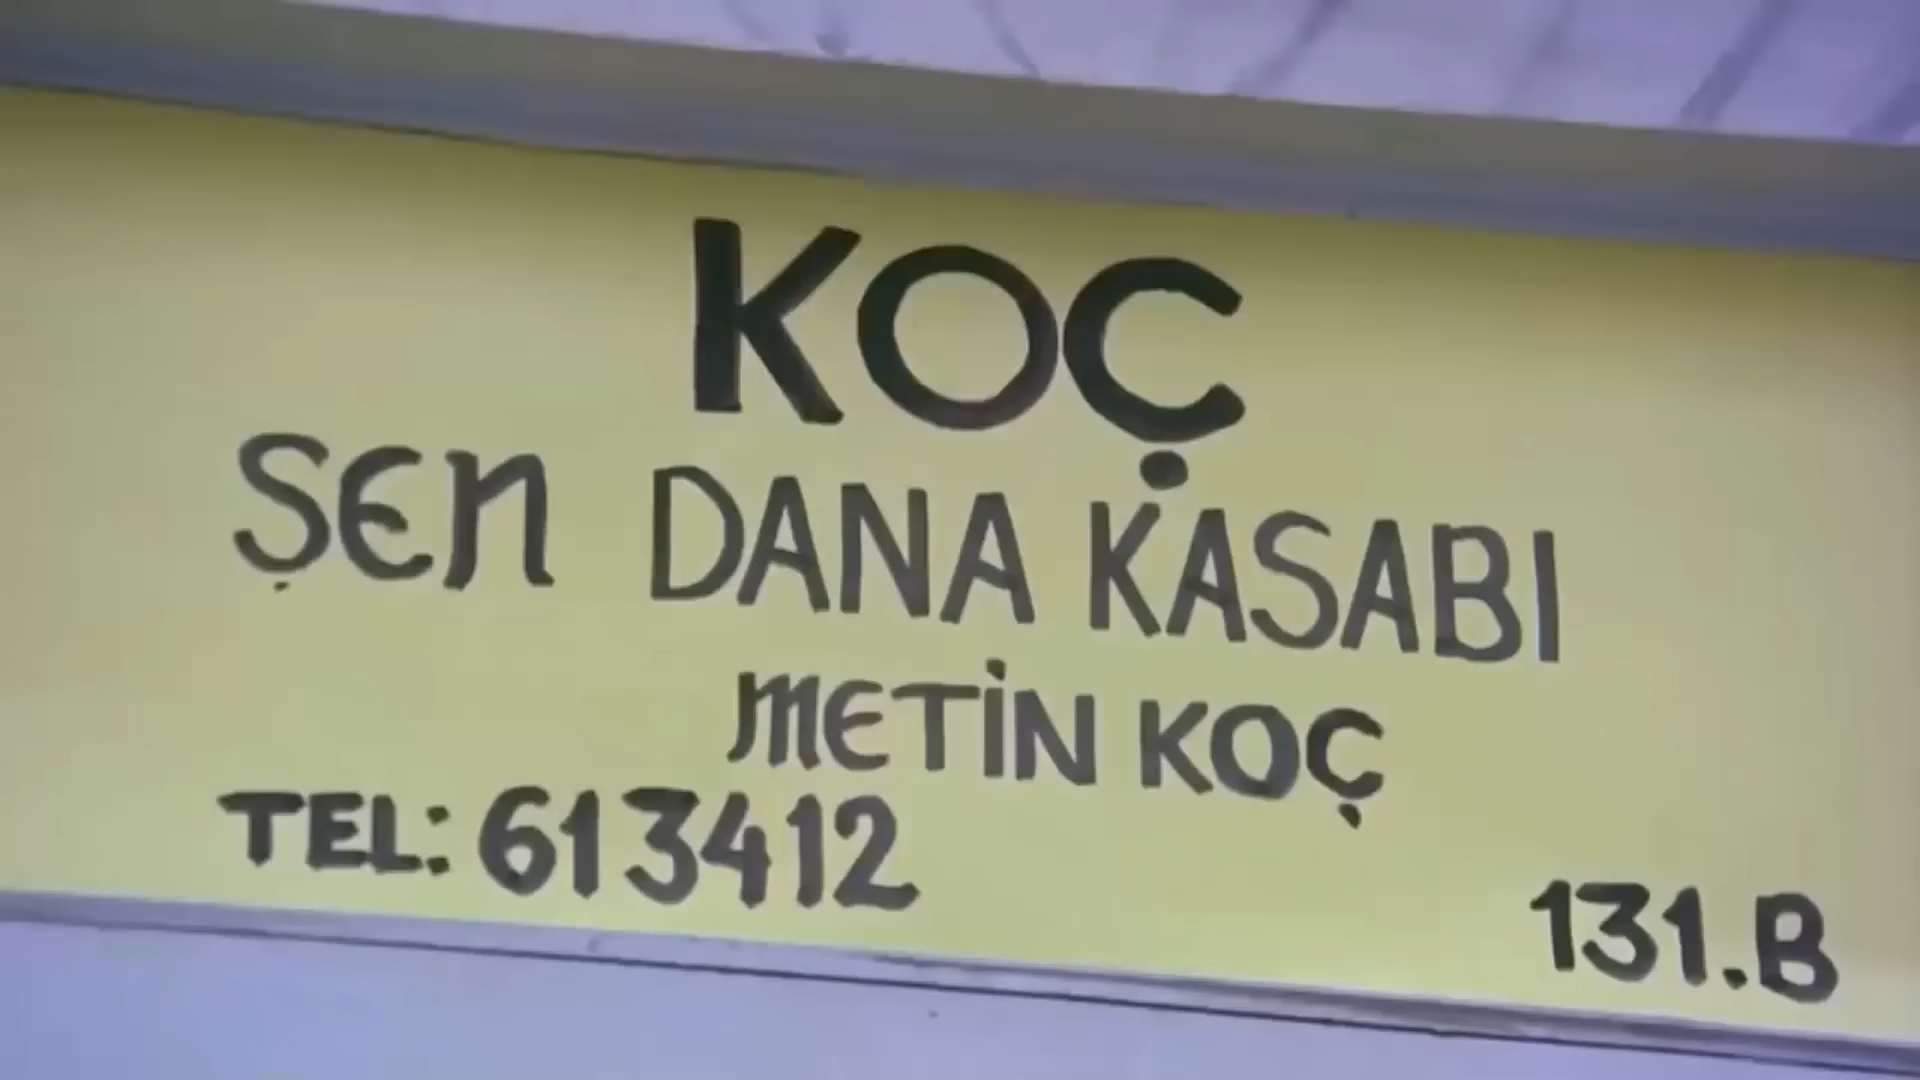 KOÇ
ŞEN DANA KASABI
METİN KOÇ
TEL: 613412
131.B